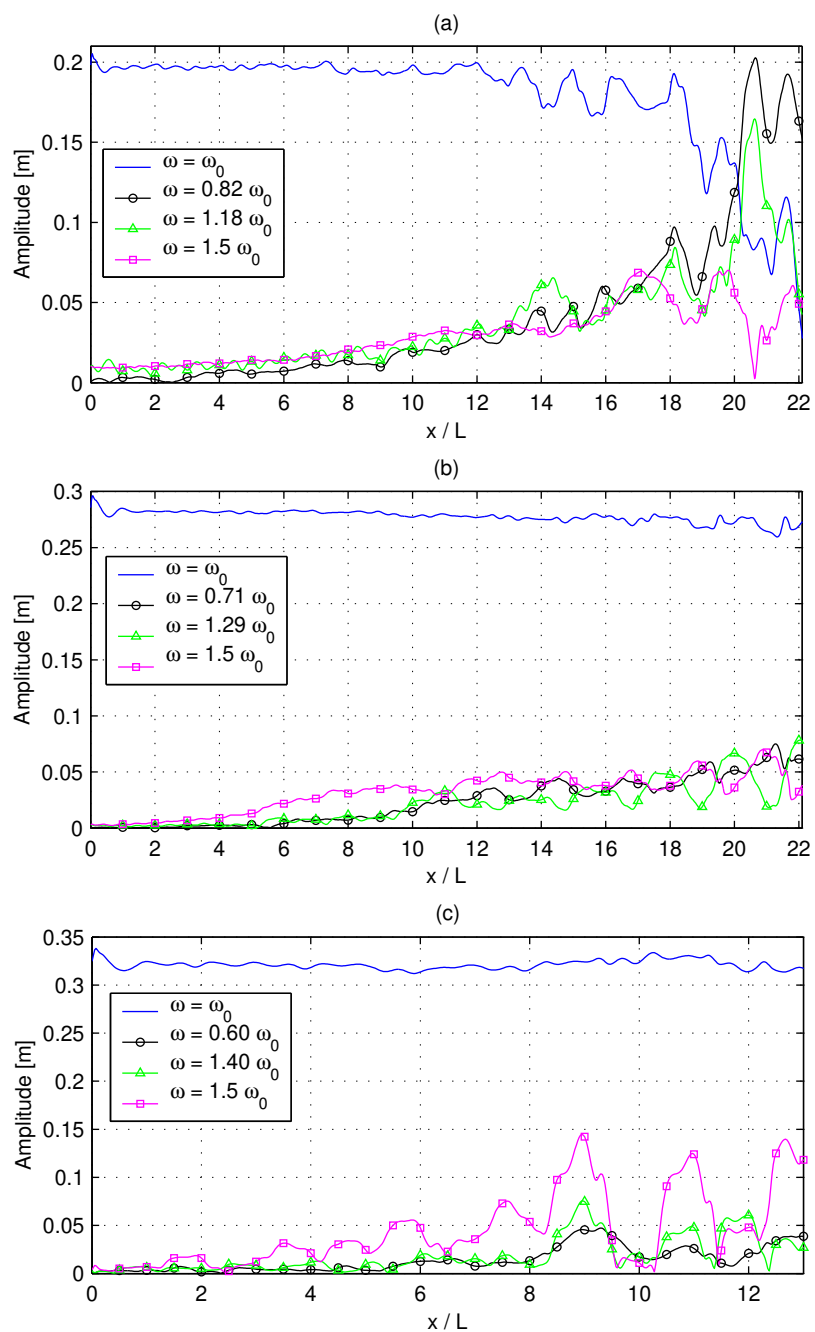 (a)
0.2
0.15
0.1
0.05
0
Amplitude [m]
ω = ω0
ω = 0.82 ω0
ω = 1.18 ω0
ω = 1.5 ω0
0 2 4 6 8 10 12 14 16 18 20 22
x / L
(b)
0.3
0.25
0.2
0.15
0.1
0.05
0
Amplitude [m]
ω = ω0
ω = 0.71 ω0
ω = 1.29 ω0
ω = 1.5 ω0
0 2 4 6 8 10 12 14 16 18 20 22
x / L
(c)
0.35
0.3
0.25
0.2
0.15
0.1
0.05
0
Amplitude [m]
ω = ω0
ω = 0.60 ω0
ω = 1.40 ω0
ω = 1.5 ω0
0 2 4 6 8 10 12
x / L